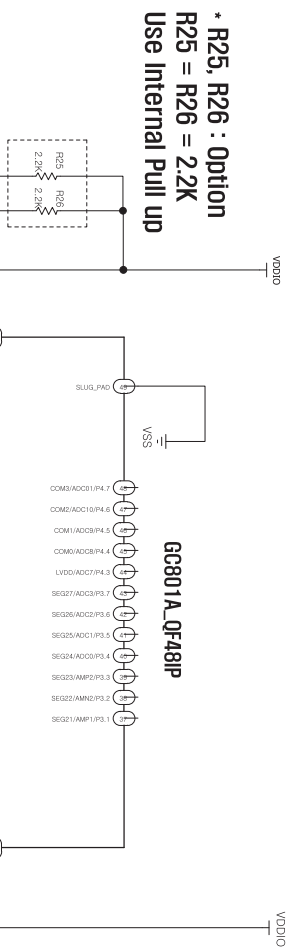 * R25, R26 : Option
R25 = R26 = 2.2K
Use Internal Pull up
VDDIO
R25
2.2K
R26
2.2K
SLUG_PAD
49
VSS
GC801A_QF48IP
COM3/ADC01/P4.7
48
COM2/ADC10/P4.6
47
COM1/ADC9/P4.5
46
COM0/ADC8/P4.4
45
LVDD/AOC7/P4.3
44
SEG27/ADC3/P3.7
43
SEG26/ADC2/P3.6
42
SEG25/ADC1/P3.5
41
SEG24/ADC0/P3.4
40
SEG23/AMP2/P3.3
39
SEG22/AMN2/P3.2
38
SEG21/AMP1/P3.1
37
VDDIO